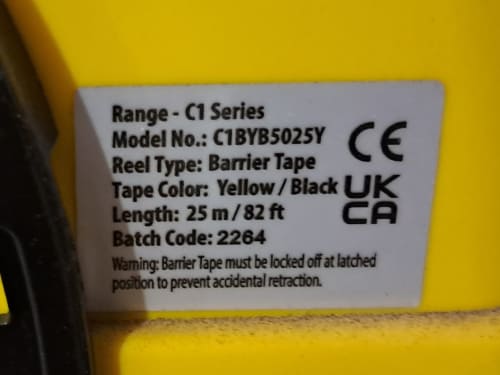 Range - C1 Series
Model No.: C1BYB5025Y
Reel Type: Barrier Tape
Tape Color: Yellow / Black
Length: 25 m / 82 ft
Batch Code: 2264
Warning: Barrier Tape must be locked off at latched
position to prevent accidental retraction.
CE
UK
CA